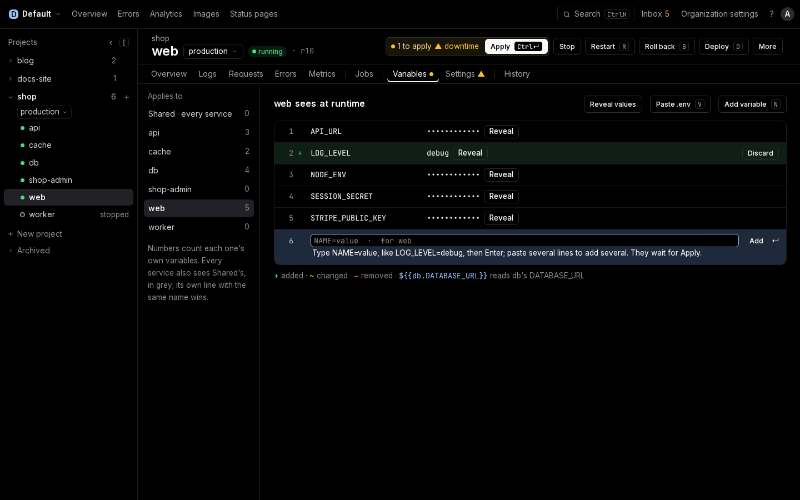 D Default Overview Errors Analytics Images Status pages Search CtrlK Inbox 5 Organization settings ? A
Projects
blog 2
docs-site 1
shop 6 +
production
api
cache
db
shop-admin
web
worker stopped
+ New project
Archived
shop
web production running · r16
1 to apply ▲ downtime Apply Ctrl↵ Stop Restart R Roll back B Deploy D More
Overview Logs Requests Errors Metrics Jobs Variables Settings ▲ History
Applies to
Shared · every service 0
api 3
cache 2
db 4
shop-admin 0
web 5
worker 0
Numbers count each one's
own variables. Every
service also sees Shared's,
in grey; its own line with the
same name wins.
web sees at runtime Reveal values Paste .env V Add variable N
1 API_URL •••••••••••• Reveal
2 + LOG_LEVEL debug Reveal Discard
3 NODE_ENV •••••••••••• Reveal
4 SESSION_SECRET •••••••••••• Reveal
5 STRIPE_PUBLIC_KEY •••••••••••• Reveal
6 NAME=value · for web Add ↵
Type NAME=value, like LOG_LEVEL=debug, then Enter; paste several lines to add several. They wait for Apply.
+ added · ~ changed · − removed · ${{db.DATABASE_URL}} reads db's DATABASE_URL